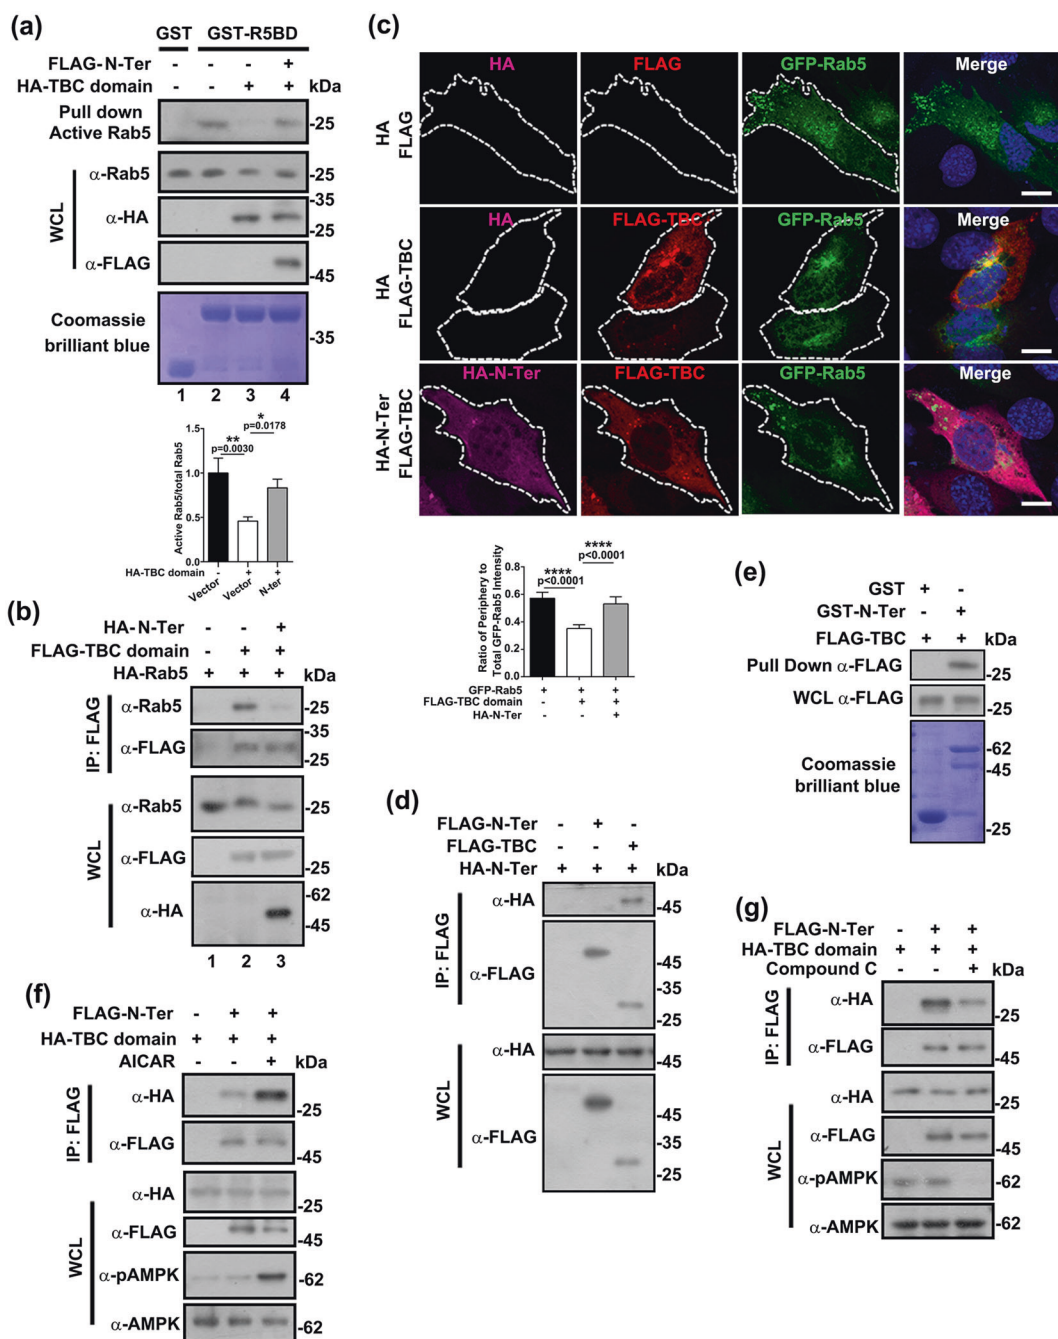 (a)
GST GST-R5BD
FLAG-N-Ter - - - +
HA-TBC domain - - + + kDa
Pull down
Active Rab5
-25
WCL
α-Rab5 -25
-35
α-HA
-25
α-FLAG
-45
Coomassie
brilliant blue
-35
1 2 3 4
Active Rab5/total Rab5
1.5
1.0
0.5
0.0
**
p=0.0030
*
p=0.0178
HA-TBC domain - + +
Vector Vector N-ter
(b)
HA-N-Ter - - +
FLAG-TBC domain - + +
HA-Rab5 + + + kDa
IP: FLAG
α-Rab5 -25
-35
α-FLAG
-25
WCL
α-Rab5 -25
α-FLAG
-25
-62
α-HA
-45
1 2 3
(c)
HA FLAG GFP-Rab5 Merge
HA
FLAG
HA FLAG-TBC GFP-Rab5 Merge
HA
FLAG-TBC
HA-N-Ter FLAG-TBC GFP-Rab5 Merge
HA-N-Ter
FLAG-TBC
Ratio of Periphery to
Total GFP-Rab5 Intensity
0.8
0.6
0.4
0.2
0.0
****
p<0.0001
****
p<0.0001
GFP-Rab5 + + +
FLAG-TBC domain - + +
HA-N-Ter - - +
(d)
FLAG-N-Ter - + -
FLAG-TBC - - +
HA-N-Ter + + + kDa
IP: FLAG
α-HA -45
α-FLAG
-45
-35
-25
WCL
α-HA -45
α-FLAG
-45
-35
-25
(e)
GST + -
GST-N-Ter - +
FLAG-TBC + + kDa
Pull Down α-FLAG -25
WCL α-FLAG -25
Coomassie
brilliant blue
-62
-45
-25
(f)
FLAG-N-Ter - + +
HA-TBC domain + + +
AICAR - - + kDa
IP: FLAG
α-HA
-25
α-FLAG
-45
WCL
α-HA
-25
α-FLAG
-45
α-pAMPK -62
α-AMPK -62
(g)
FLAG-N-Ter - + +
HA-TBC domain + + +
Compound C - - + kDa
IP: FLAG
α-HA
-25
α-FLAG
-45
WCL
α-HA -25
α-FLAG
-45
α-pAMPK -62
α-AMPK -62